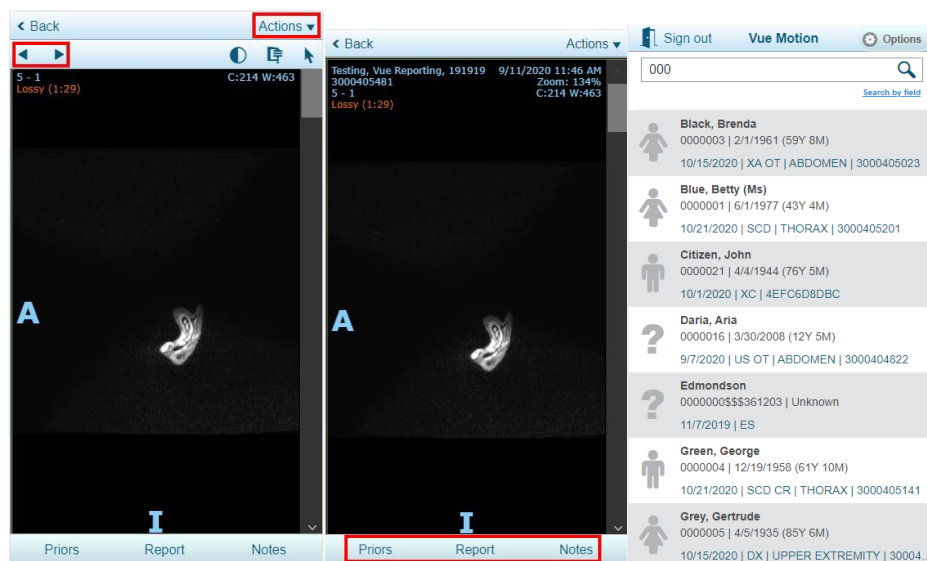 Back Actions
5 - 1 C:214 W:463
Lossy (1:29)
A
I
Priors Report Notes
Back Actions
Testing, Vue Reporting, 191919 9/11/2020 11:46 AM
3000405481 Zoom: 134%
5 - 1 C:214 W:463
Lossy (1:29)
A
I
Priors Report Notes
Sign out Vue Motion Options
000
Search by field
Black, Brenda
0000003 | 2/1/1961 (59Y 8M)
10/15/2020 | XA OT | ABDOMEN | 3000405023
Blue, Betty (Ms)
0000001 | 6/1/1977 (43Y 4M)
10/21/2020 | SCD | THORAX | 3000405201
Citizen, John
0000021 | 4/4/1944 (76Y 5M)
10/1/2020 | XC | 4EFC6D8DBC
Daria, Aria
0000016 | 3/30/2008 (12Y 5M)
9/7/2020 | US OT | ABDOMEN | 3000404822
Edmondson
0000000$$$361203 | Unknown
11/7/2019 | ES
Green, George
0000004 | 12/19/1958 (61Y 10M)
10/21/2020 | SCD CR | THORAX | 3000405141
Grey, Gertrude
0000005 | 4/5/1935 (85Y 6M)
10/15/2020 | DX | UPPER EXTREMITY | 30004...